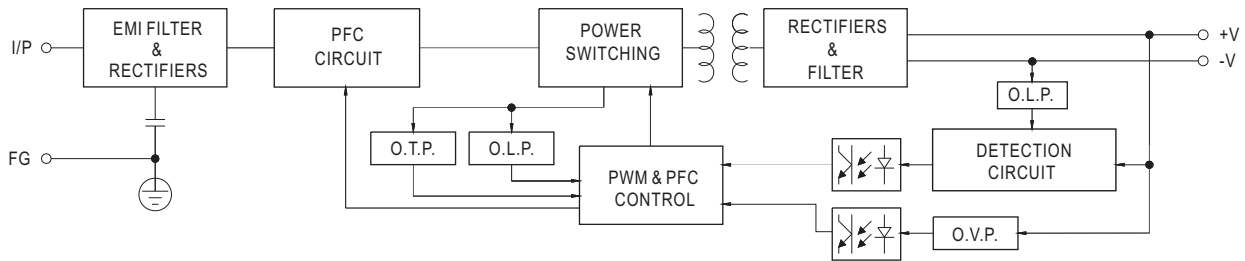 I/P
EMI FILTER
&
RECTIFIERS
PFC
CIRCUIT
POWER
SWITCHING
RECTIFIERS
&
FILTER
+V
-V
O.L.P.
FG
O.T.P.
O.L.P.
PWM & PFC
CONTROL
DETECTION
CIRCUIT
O.V.P.